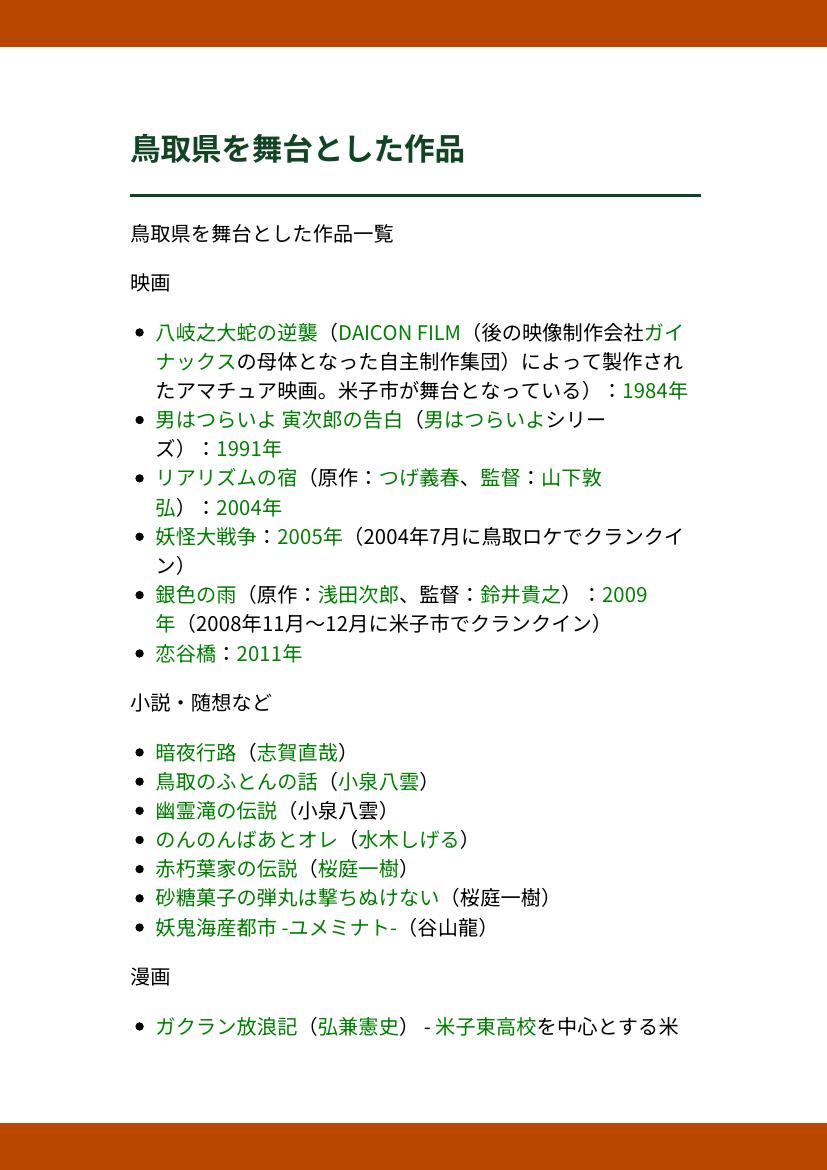 鳥取県を舞台とした作品
鳥取県を舞台とした作品一覧
映画
八岐之大蛇の逆襲（DAICON FILM（後の映像制作会社ガイ
ナックスの母体となった自主制作集団）によって製作され
たアマチュア映画。米子市が舞台となっている）：1984年
男はつらいよ 寅次郎の告白（男はつらいよシリー
ズ）：1991年
リアリズムの宿（原作：つげ義春、監督：山下敦
弘）：2004年
妖怪大戦争：2005年（2004年7月に鳥取ロケでクランクイ
ン）
銀色の雨（原作：浅田次郎、監督：鈴井貴之）：2009
年（2008年11月〜12月に米子市でクランクイン）
恋谷橋：2011年
小説・随想など
暗夜行路（志賀直哉）
鳥取のふとんの話（小泉八雲）
幽霊滝の伝説（小泉八雲）
のんのんばあとオレ（水木しげる）
赤朽葉家の伝説（桜庭一樹）
砂糖菓子の弾丸は撃ちぬけない（桜庭一樹）
妖鬼海産都市 -ユメミナト-（谷山龍）
漫画
ガクラン放浪記（弘兼憲史） - 米子東高校を中心とする米